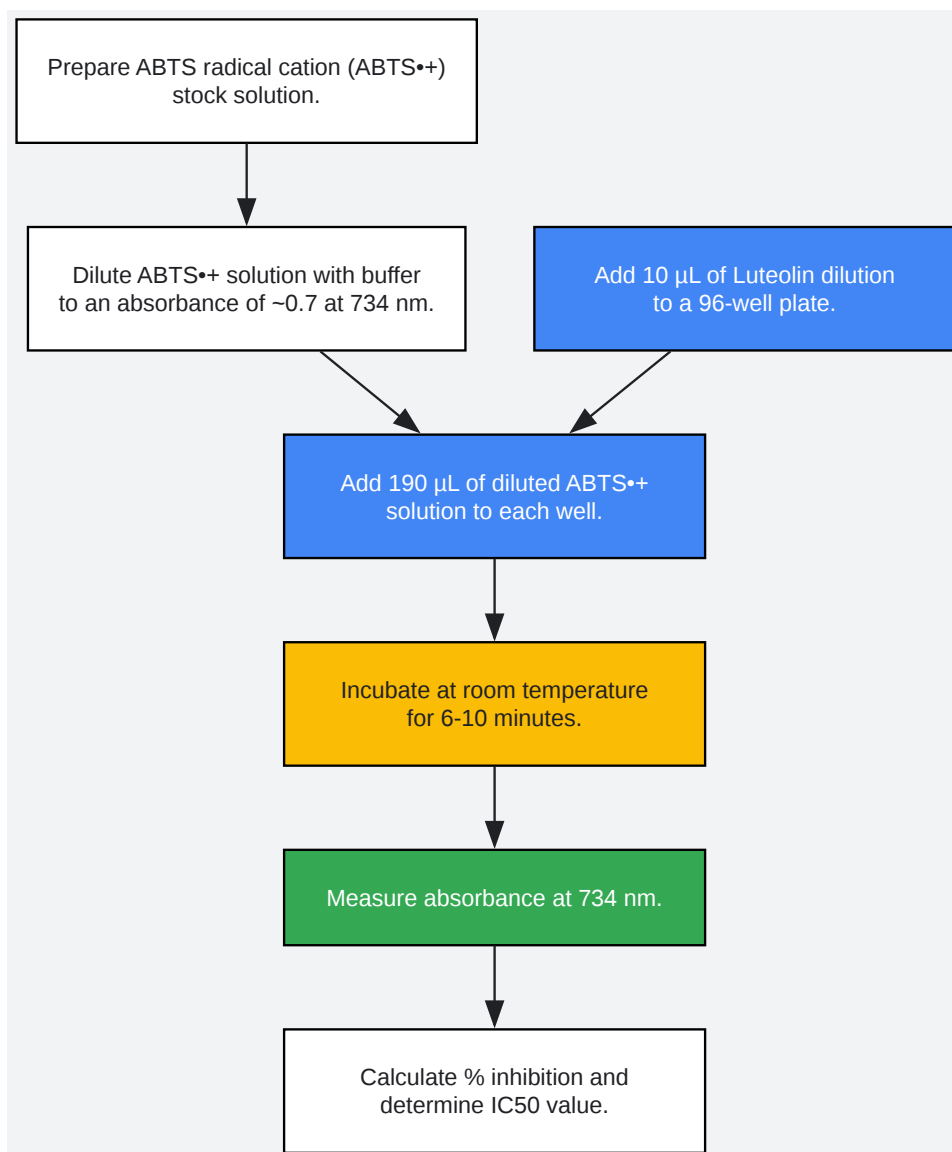 Prepare ABTS radical cation (ABTS•+)
stock solution.
Dilute ABTS•+ solution with buffer
to an absorbance of ~0.7 at 734 nm.
Add 10 µL of Luteolin dilution
to a 96-well plate.
Add 190 µL of diluted ABTS•+
solution to each well.
Incubate at room temperature
for 6-10 minutes.
Measure absorbance at 734 nm.
Calculate % inhibition and
determine IC50 value.